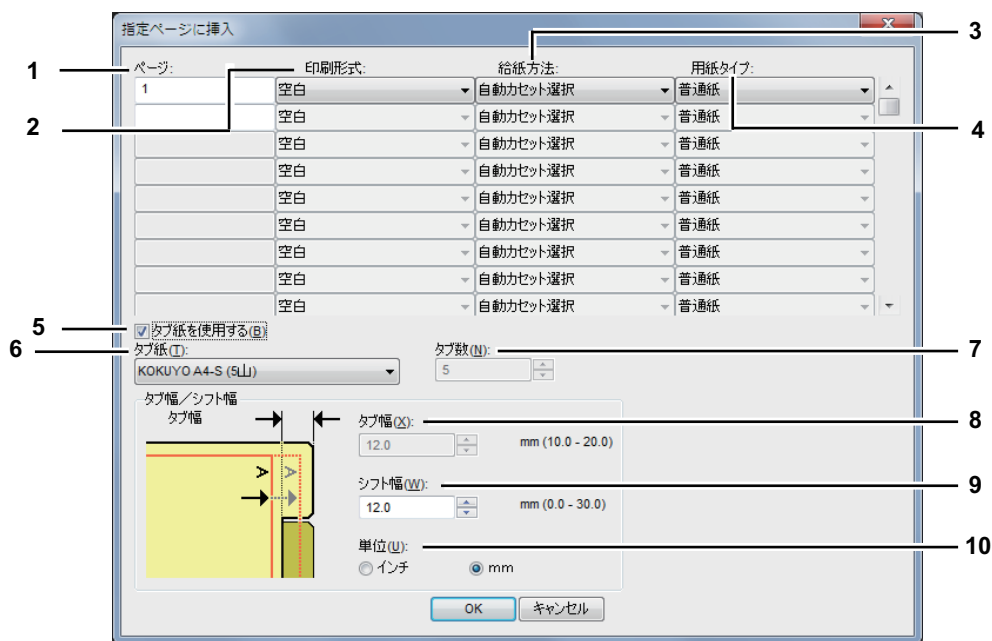 指定ページに挿入
3
1 ページ: 印刷形式: 給紙方法: 用紙タイプ:
1 空白 自動カセット選択 普通紙
2 空白 自動カセット選択 普通紙 4
空白 自動カセット選択 普通紙
空白 自動カセット選択 普通紙
空白 自動カセット選択 普通紙
空白 自動カセット選択 普通紙
空白 自動カセット選択 普通紙
空白 自動カセット選択 普通紙
空白 自動カセット選択 普通紙
5 タブ紙を使用する(B)
6 タブ紙(T): タブ数(N): 7
KOKUYO A4-S (5山) 5
タブ幅/シフト幅
タブ幅 タブ幅(X): 8
12.0 mm (10.0 - 20.0)
A A
シフト幅(W): 9
12.0 mm (0.0 - 30.0)
単位(U): 10
インチ mm
OK キャンセル